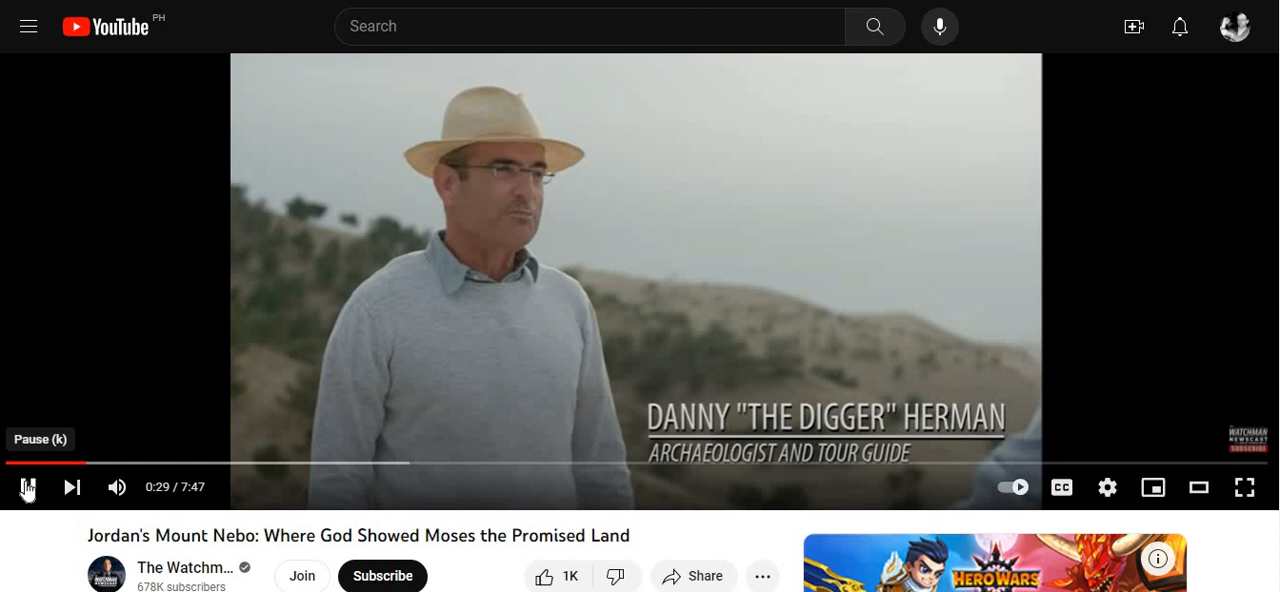 YouTube PH
Search
DANNY "THE DIGGER" HERMAN
ARCHAEOLOGIST AND TOUR GUIDE
WATCHMAN
NEWSCAST
SUBSCRIBE
Pause (k)
0:29 / 7:47
CC
Jordan's Mount Nebo: Where God Showed Moses the Promised Land
The Watchm...
678K subscribers
Join
Subscribe
1K
Share
HERO WARS